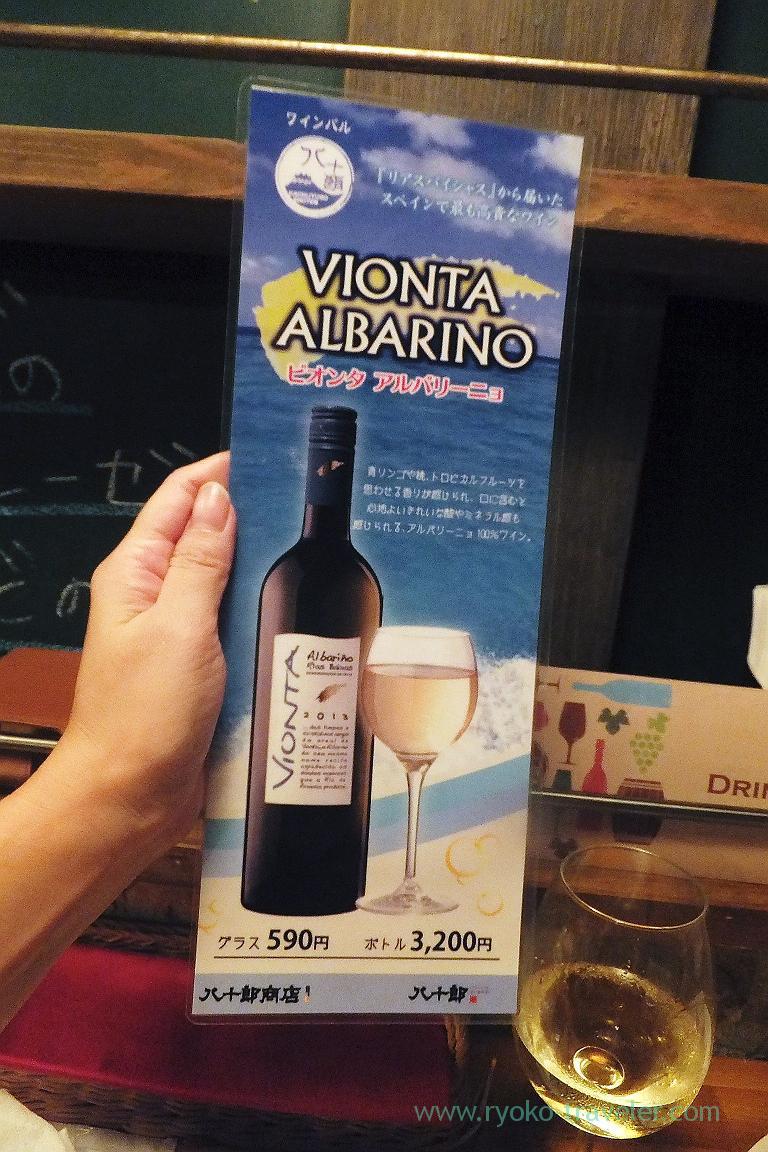 ワインバル
八十郎
「リアスバイシャス」から届いた
スペインで最も高貴なワイン
VIONTA
ALBARINO
ビオンタ アルバリーニョ
青リンゴや桃、トロピカルフルーツを
思わせる香りが感じられ、口に含むと
心地よいきれいな酸やミネラル感も
感じられる、アルバリーニョ100%ワイン。
Albariño
Rías Baixas
VIONTA
2013
グラス 590円 ボトル 3,200円
八十郎商店 八十郎
の
ーゼ
の
DRIN
www.ryoko-traveler.com